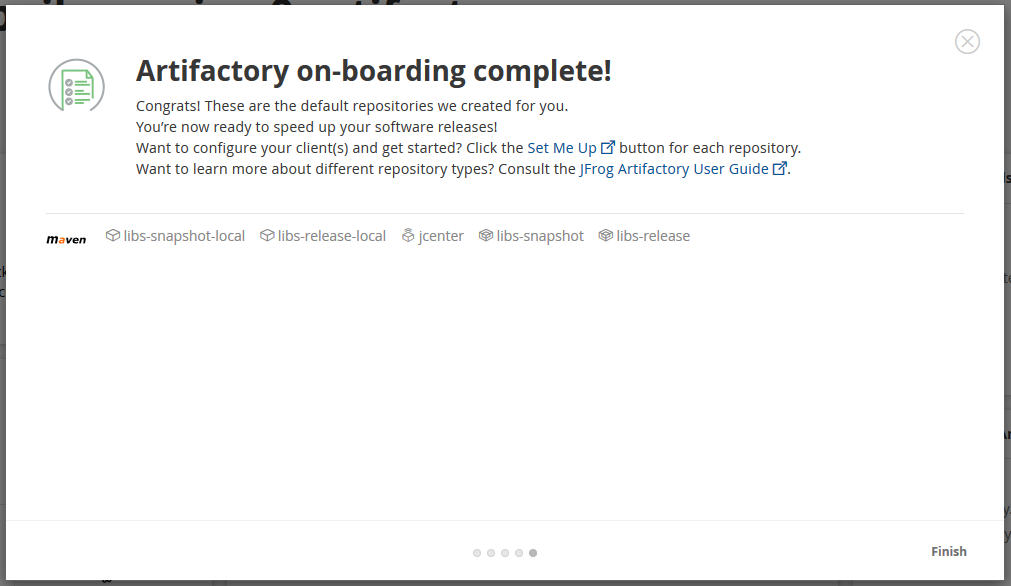 Artifactory on-boarding complete!
Congrats! These are the default repositories we created for you.
You're now ready to speed up your software releases!
Want to configure your client(s) and get started? Click the Set Me Up button for each repository.
Want to learn more about different repository types? Consult the JFrog Artifactory User Guide.
maven libs-snapshot-local libs-release-local jcenter libs-snapshot libs-release
Finish